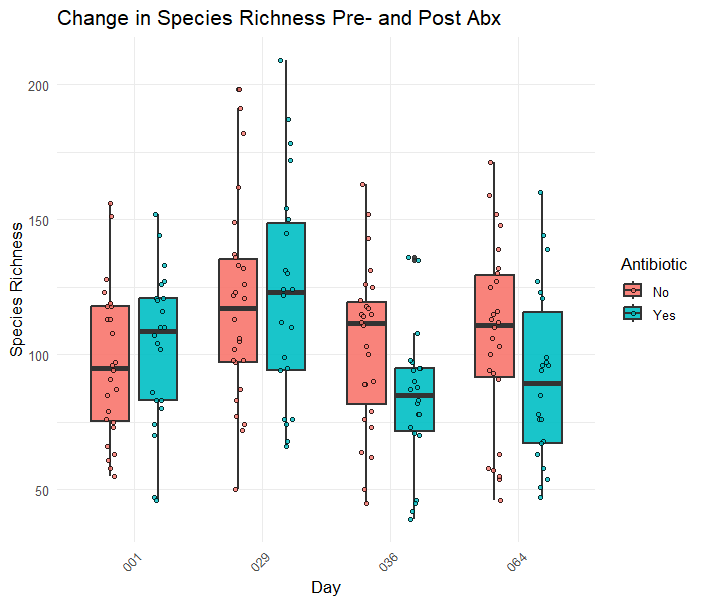 Change in Species Richness Pre- and Post Abx
Species Richness
200
150
100
50
001
029
036
064
Day
Antibiotic
No
Yes